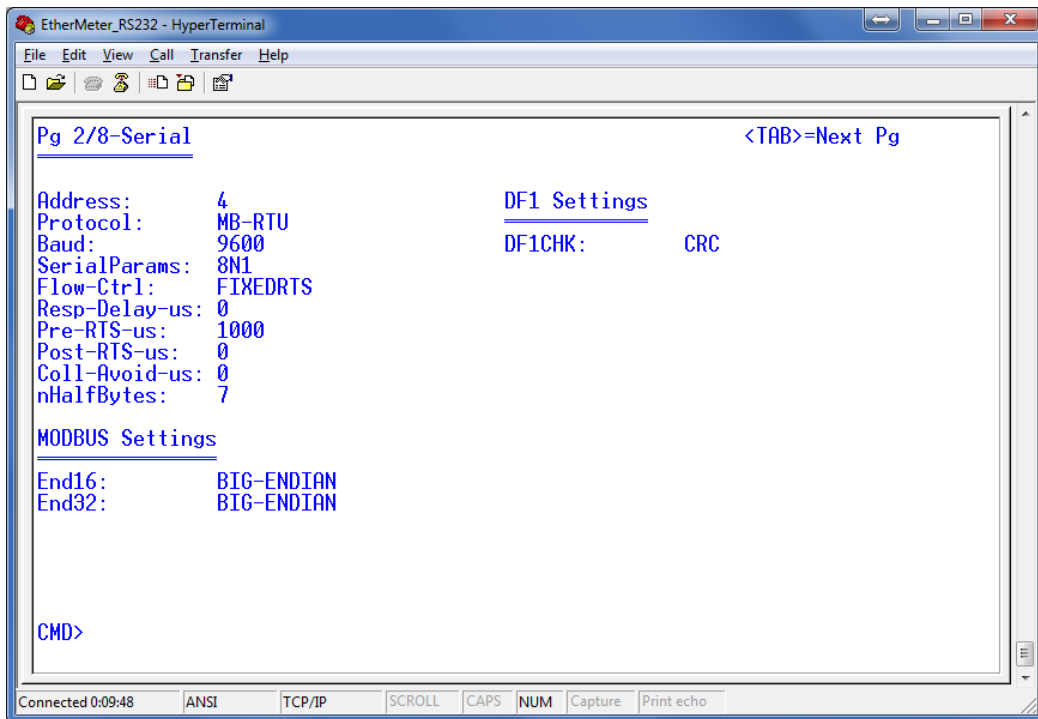 EtherMeter_RS232 - HyperTerminal
File Edit View Call Transfer Help
Pg 2/8-Serial <TAB>=Next Pg
Address: 4 DF1 Settings
Protocol: MB-RTU
Baud: 9600 DF1CHK: CRC
SerialParams: 8N1
Flow-Ctrl: FIXEDRTS
Resp-Delay-us: 0
Pre-RTS-us: 1000
Post-RTS-us: 0
Coll-Avoid-us: 0
nHalfBytes: 7
MODBUS Settings
End16: BIG-ENDIAN
End32: BIG-ENDIAN
CMD>
Connected 0:09:48 ANSI TCP/IP SCROLL CAPS NUM Capture Print echo